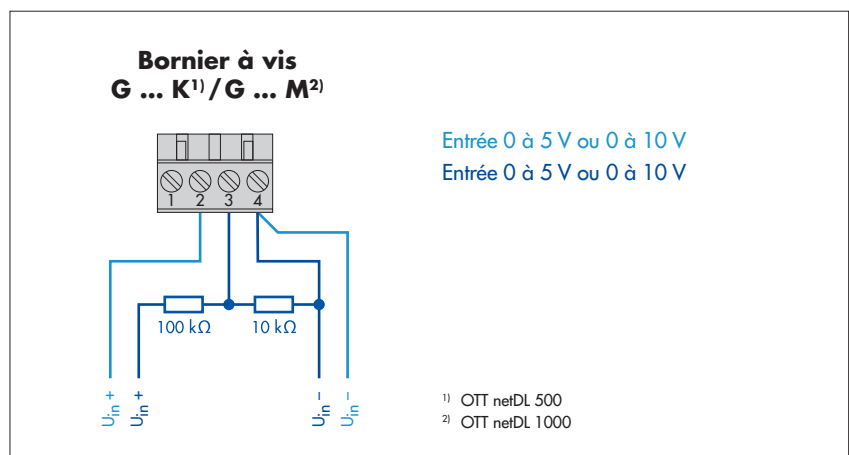 Bornier à vis
G ... K¹⁾/G ... M²⁾
Entrée 0 à 5 V ou 0 à 10 V
Entrée 0 à 5 V ou 0 à 10 V
1 2 3 4
100 kΩ 10 kΩ
Uin + Uin + Uin – Uin –
¹⁾ OTT netDL 500
²⁾ OTT netDL 1000